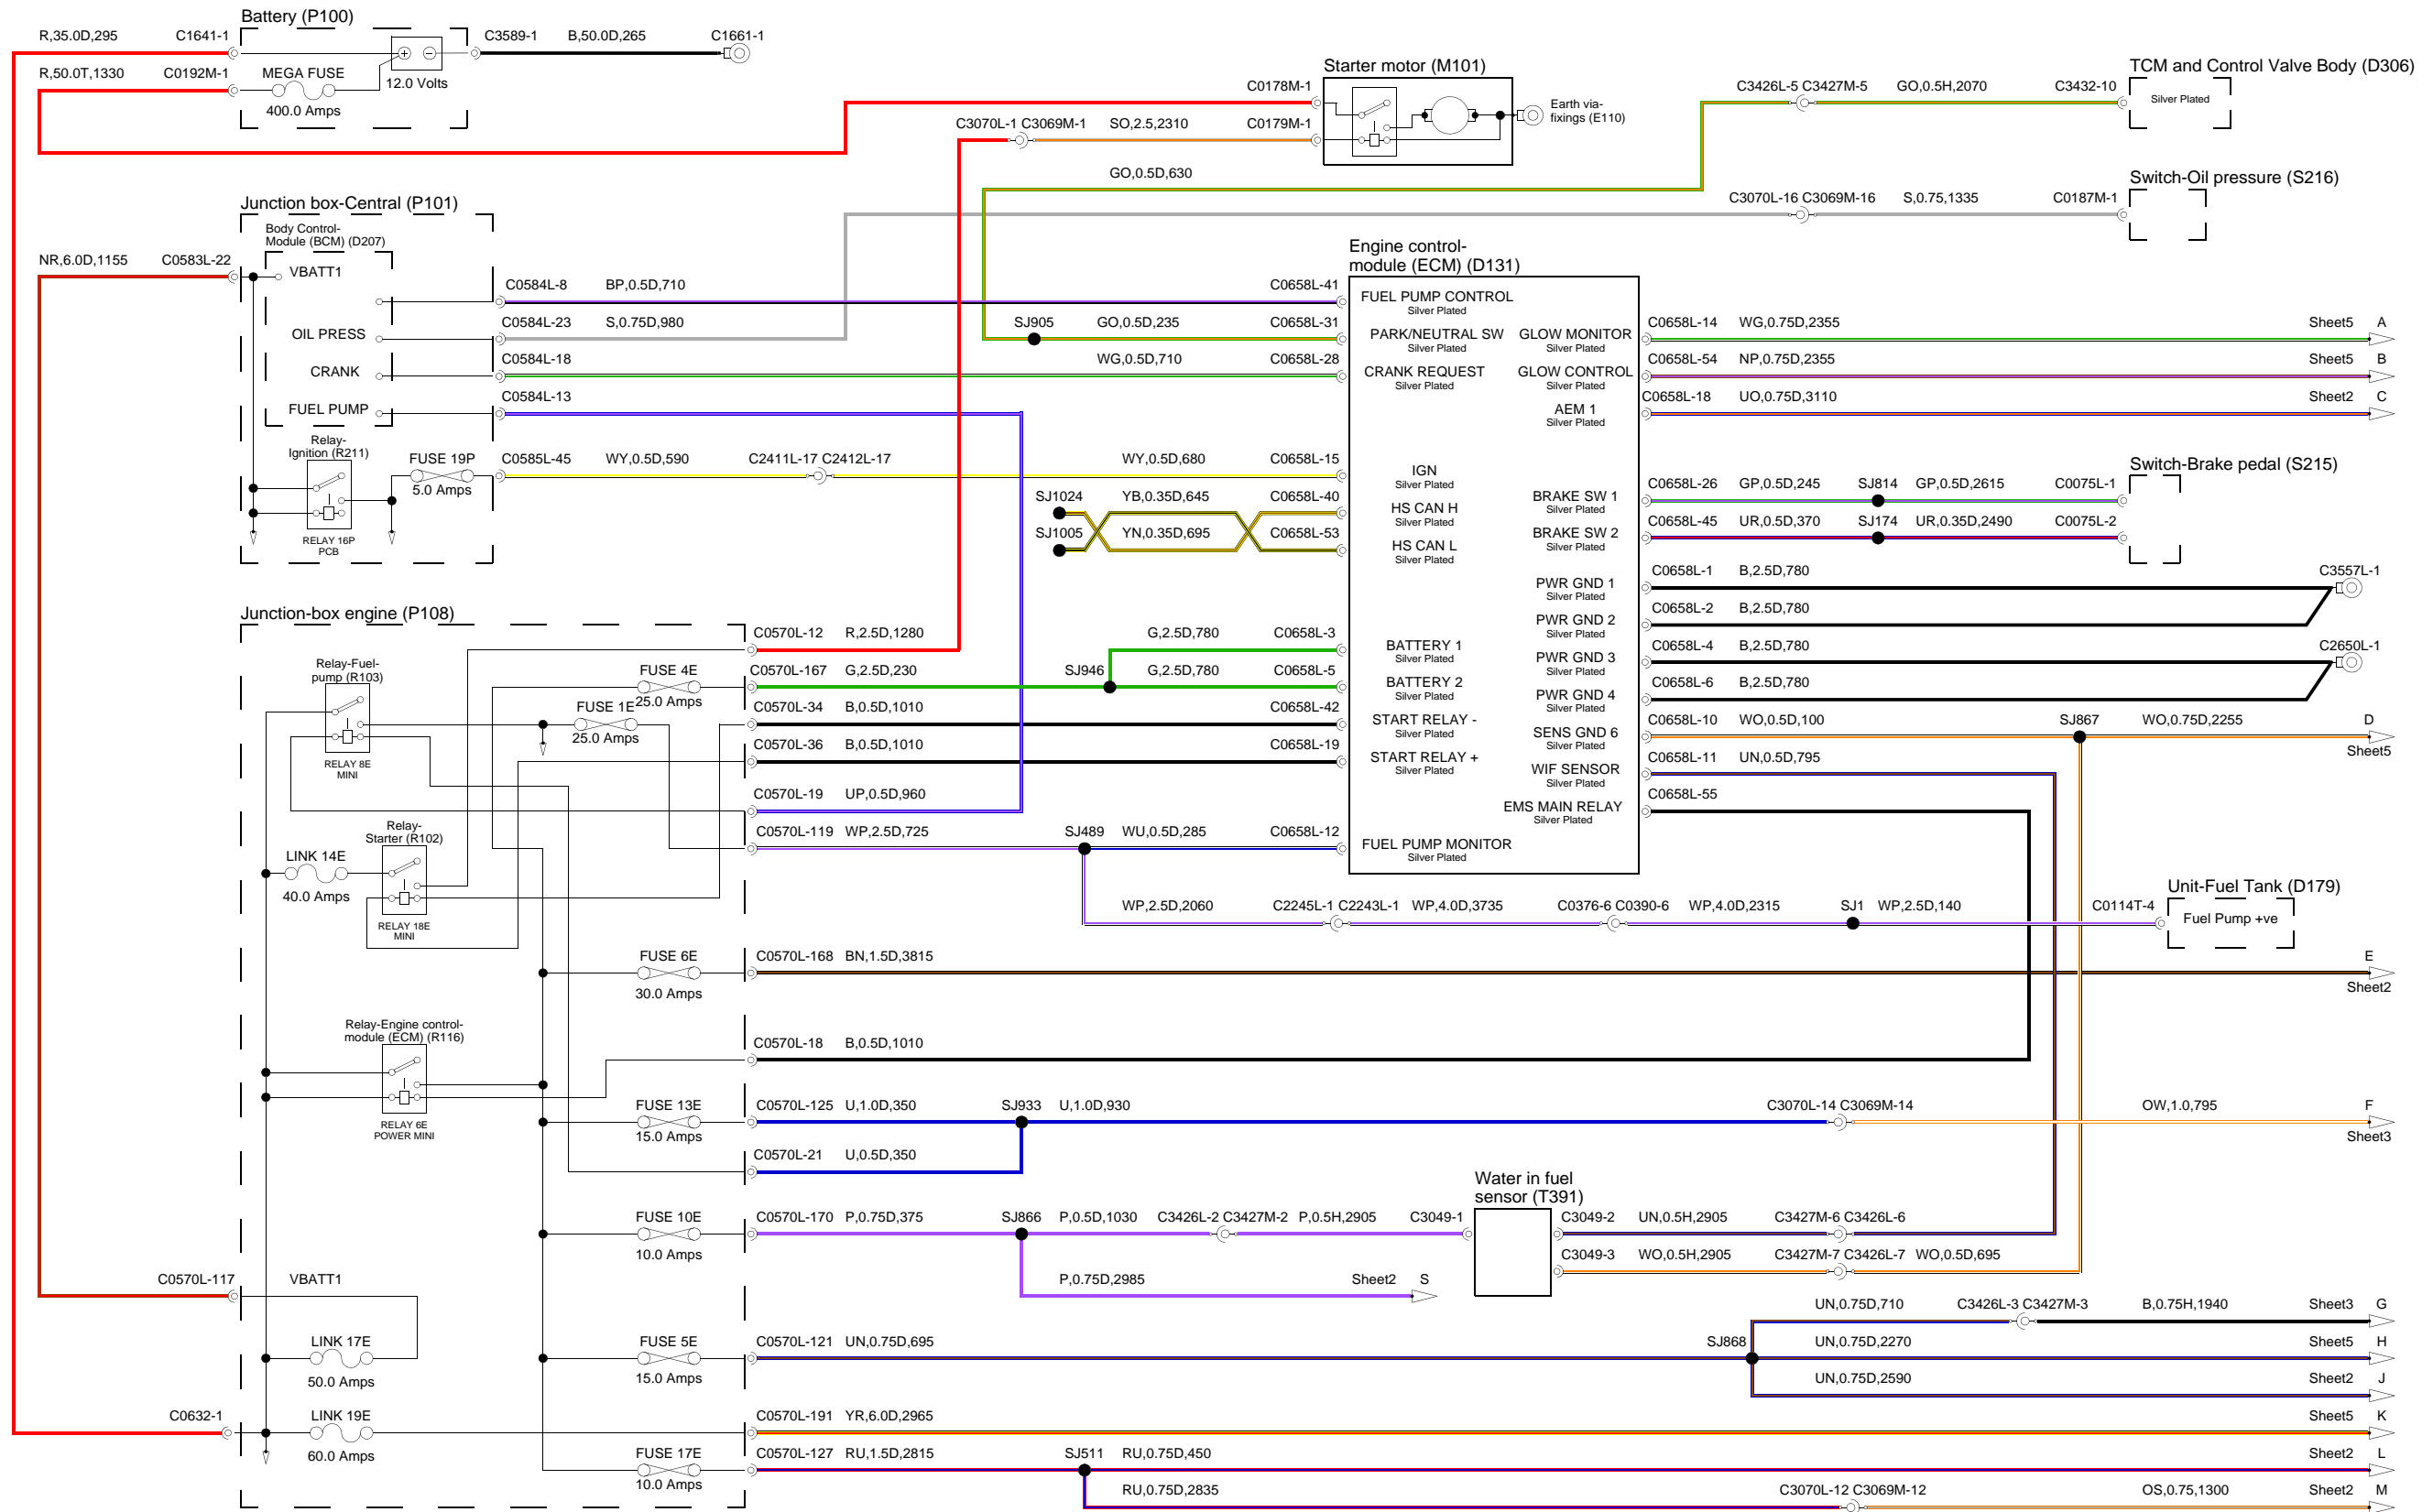 Battery (P100)
R,35.0D,295 C1641-1 C3589-1 B,50.0D,265 C1661-1
R,50.0T,1330 C0192M-1 MEGA FUSE
12.0 Volts
400.0 Amps
Starter motor (M101)
C0178M-1
C3070L-1 C3069M-1 SO,2.5,2310 C0179M-1
Earth via-
fixings (E110)
TCM and Control Valve Body (D306)
C3426L-5 C3427M-5 GO,0.5H,2070 C3432-10
Silver Plated
GO,0.5D,630
Switch-Oil pressure (S216)
C3070L-16 C3069M-16 S,0.75,1335 C0187M-1
Junction box-Central (P101)
Body Control-
Module (BCM) (D207)
NR,6.0D,1155 C0583L-22 VBATT1
C0584L-8 BP,0.5D,710 C0658L-41
OIL PRESS C0584L-23 S,0.75D,980
SJ905 GO,0.5D,235 C0658L-31
CRANK C0584L-18 WG,0.5D,710 C0658L-28
FUEL PUMP C0584L-13
Relay-
Ignition (R211)
FUSE 19P
5.0 Amps
C0585L-45 WY,0.5D,590 C2411L-17 C2412L-17 WY,0.5D,680 C0658L-15
RELAY 16P
PCB
SJ1024 YB,0.35D,645 C0658L-40
SJ1005 YN,0.35D,695 C0658L-53
Engine control-
module (ECM) (D131)
FUEL PUMP CONTROL
Silver Plated
PARK/NEUTRAL SW
Silver Plated
GLOW MONITOR
Silver Plated
CRANK REQUEST
Silver Plated
GLOW CONTROL
Silver Plated
AEM 1
Silver Plated
IGN
Silver Plated
BRAKE SW 1
Silver Plated
HS CAN H
Silver Plated
BRAKE SW 2
Silver Plated
HS CAN L
Silver Plated
PWR GND 1
Silver Plated
PWR GND 2
Silver Plated
BATTERY 1
Silver Plated
PWR GND 3
Silver Plated
BATTERY 2
Silver Plated
PWR GND 4
Silver Plated
START RELAY -
Silver Plated
SENS GND 6
Silver Plated
START RELAY +
Silver Plated
WIF SENSOR
Silver Plated
EMS MAIN RELAY
Silver Plated
FUEL PUMP MONITOR
Silver Plated
C0658L-14 WG,0.75D,2355 Sheet5 A
C0658L-54 NP,0.75D,2355 Sheet5 B
C0658L-18 UO,0.75D,3110 Sheet2 C
Switch-Brake pedal (S215)
C0658L-26 GP,0.5D,245 SJ814 GP,0.5D,2615 C0075L-1
C0658L-45 UR,0.5D,370 SJ174 UR,0.35D,2490 C0075L-2
C0658L-1 B,2.5D,780 C3557L-1
C0658L-2 B,2.5D,780
C0658L-4 B,2.5D,780 C2650L-1
C0658L-6 B,2.5D,780
C0658L-10 WO,0.5D,100 SJ867 WO,0.75D,2255 D
Sheet5
C0658L-11 UN,0.5D,795
C0658L-55
Junction-box engine (P108)
C0570L-12 R,2.5D,1280 G,2.5D,780 C0658L-3
Relay-Fuel-
pump (R103)
FUSE 4E
25.0 Amps
C0570L-167 G,2.5D,230 SJ946 G,2.5D,780 C0658L-5
FUSE 1E
25.0 Amps
C0570L-34 B,0.5D,1010 C0658L-42
C0570L-36 B,0.5D,1010 C0658L-19
RELAY 8E
MINI
C0570L-19 UP,0.5D,960
Relay-
Starter (R102)
C0570L-119 WP,2.5D,725 SJ489 WU,0.5D,285 C0658L-12
LINK 14E
40.0 Amps
RELAY 18E
MINI
Unit-Fuel Tank (D179)
WP,2.5D,2060 C2245L-1 C2243L-1 WP,4.0D,3735 C0376-6 C0390-6 WP,4.0D,2315 SJ1 WP,2.5D,140 C0114T-4
Fuel Pump +ve
FUSE 6E
30.0 Amps
C0570L-168 BN,1.5D,3815 E
Sheet2
Relay-Engine control-
module (ECM) (R116)
C0570L-18 B,0.5D,1010
RELAY 6E
POWER MINI
FUSE 13E
15.0 Amps
C0570L-125 U,1.0D,350 SJ933 U,1.0D,930 C3070L-14 C3069M-14 OW,1.0,795 F
Sheet3
C0570L-21 U,0.5D,350
Water in fuel
sensor (T391)
FUSE 10E
10.0 Amps
C0570L-170 P,0.75D,375 SJ866 P,0.5D,1030 C3426L-2 C3427M-2 P,0.5H,2905 C3049-1
C3049-2 UN,0.5H,2905 C3427M-6 C3426L-6
C3049-3 WO,0.5H,2905 C3427M-7 C3426L-7 WO,0.5D,695
P,0.75D,2985 Sheet2 S
C0570L-117 VBATT1
UN,0.75D,710 C3426L-3 C3427M-3 B,0.75H,1940 Sheet3 G
LINK 17E
50.0 Amps
FUSE 5E
15.0 Amps
C0570L-121 UN,0.75D,695 SJ868 UN,0.75D,2270 Sheet5 H
UN,0.75D,2590 Sheet2 J
C0632-1 LINK 19E
60.0 Amps
C0570L-191 YR,6.0D,2965 Sheet5 K
FUSE 17E
10.0 Amps
C0570L-127 RU,1.5D,2815 SJ511 RU,0.75D,450 Sheet2 L
RU,0.75D,2835 C3070L-12 C3069M-12 OS,0.75,1300 Sheet2 M